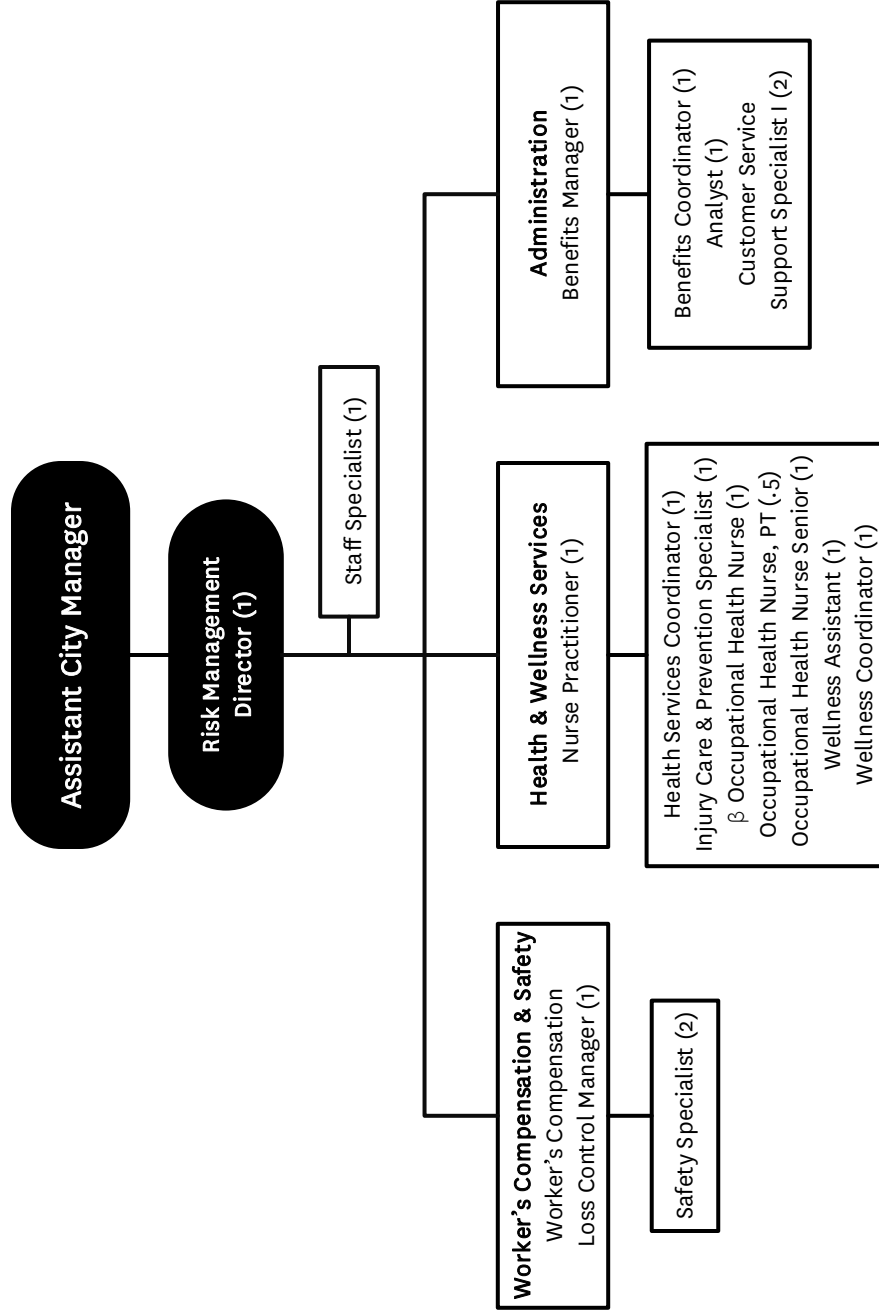 Assistant City Manager
Risk Management
Director (1)
Staff Specialist (1)
Worker’s Compensation & Safety
Worker’s Compensation
Loss Control Manager (1)
Safety Specialist (2)
Health & Wellness Services
Nurse Practitioner (1)
Health Services Coordinator (1)
Injury Care & Prevention Specialist (1)
β Occupational Health Nurse (1)
Occupational Health Nurse, PT (.5)
Occupational Health Nurse Senior (1)
Wellness Assistant (1)
Wellness Coordinator (1)
Administration
Benefits Manager (1)
Benefits Coordinator (1)
Analyst (1)
Customer Service
Support Specialist I (2)